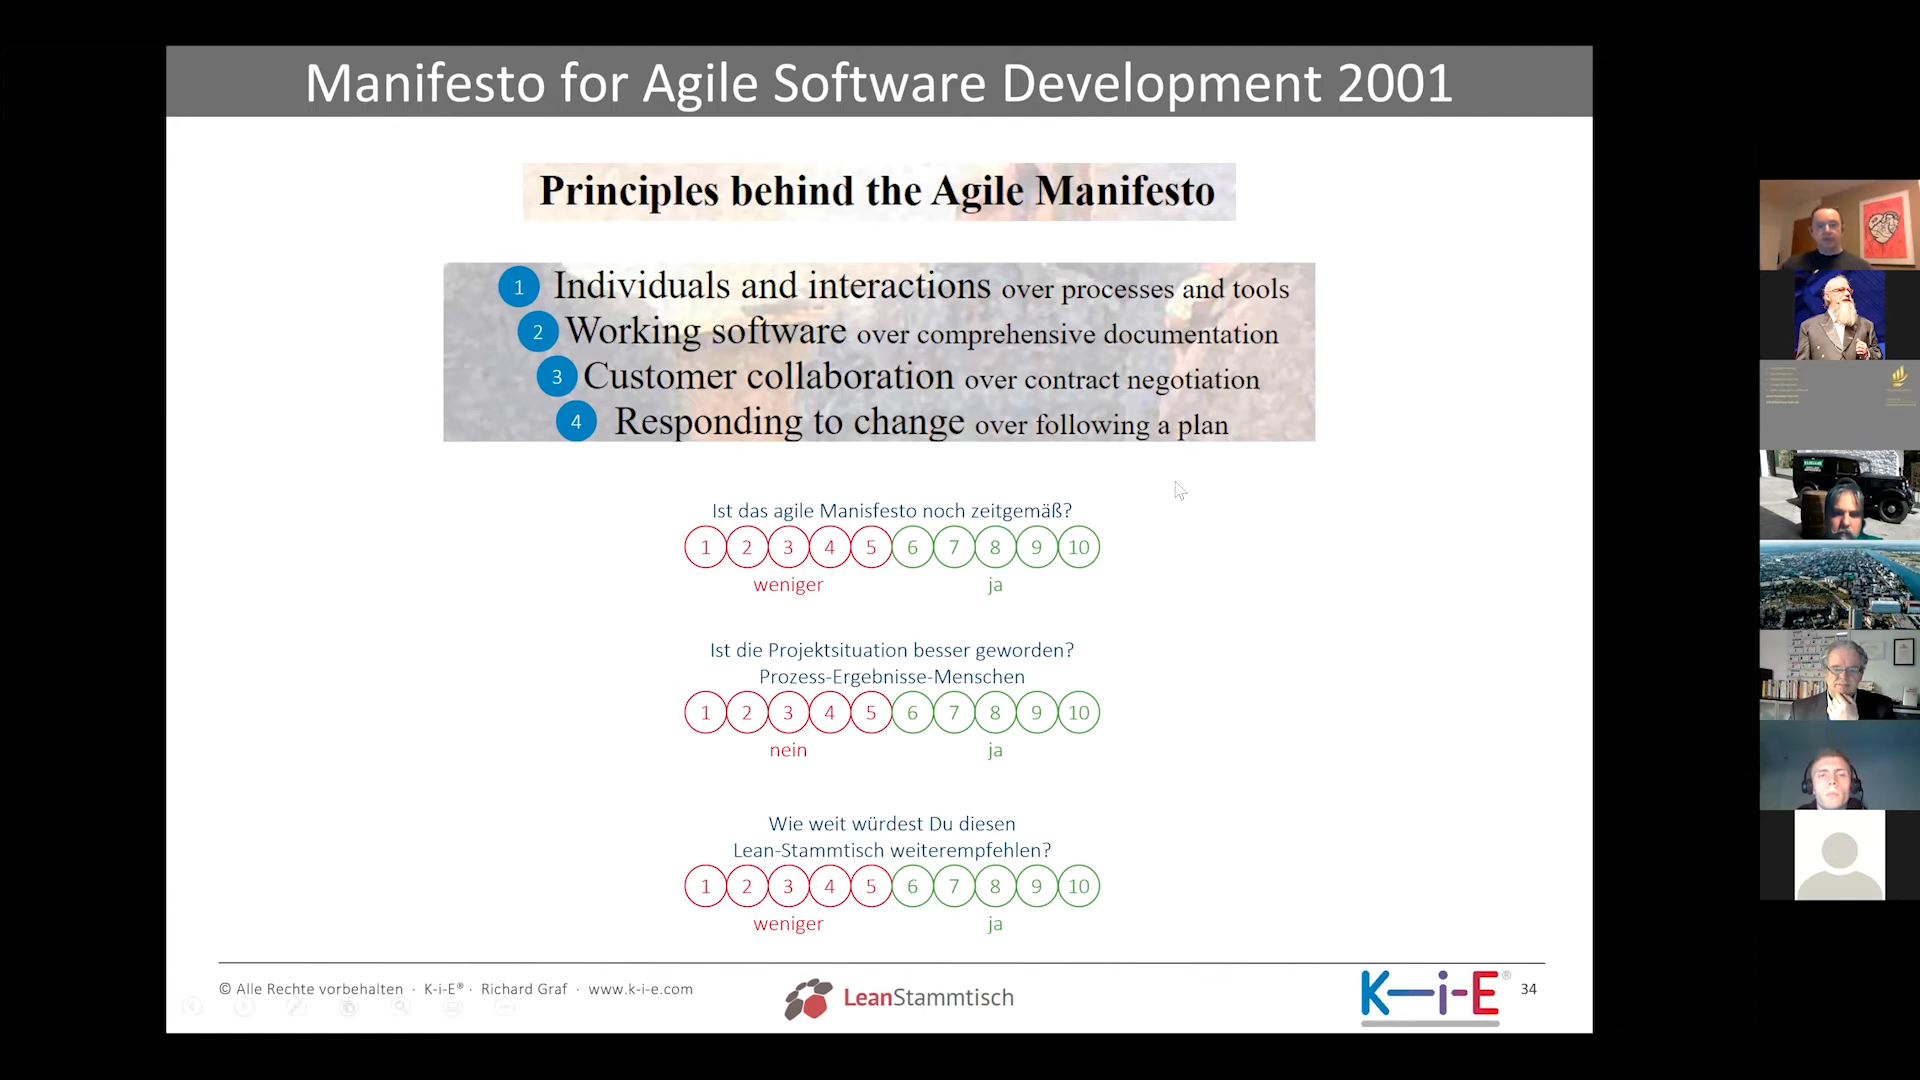 Manifesto for Agile Software Development 2001
Principles behind the Agile Manifesto
1 Individuals and interactions over processes and tools
2 Working software over comprehensive documentation
3 Customer collaboration over contract negotiation
4 Responding to change over following a plan
Ist das agile Manisfesto noch zeitgemäß?
1 2 3 4 5 6 7 8 9 10
weniger ja
Ist die Projektsituation besser geworden?
Prozess-Ergebnisse-Menschen
1 2 3 4 5 6 7 8 9 10
nein ja
Wie weit würdest Du diesen
Lean-Stammtisch weiterempfehlen?
1 2 3 4 5 6 7 8 9 10
weniger ja
© Alle Rechte vorbehalten · K-i-E® · Richard Graf · www.k-i-e.com
LeanStammtisch
K-i-E®
34